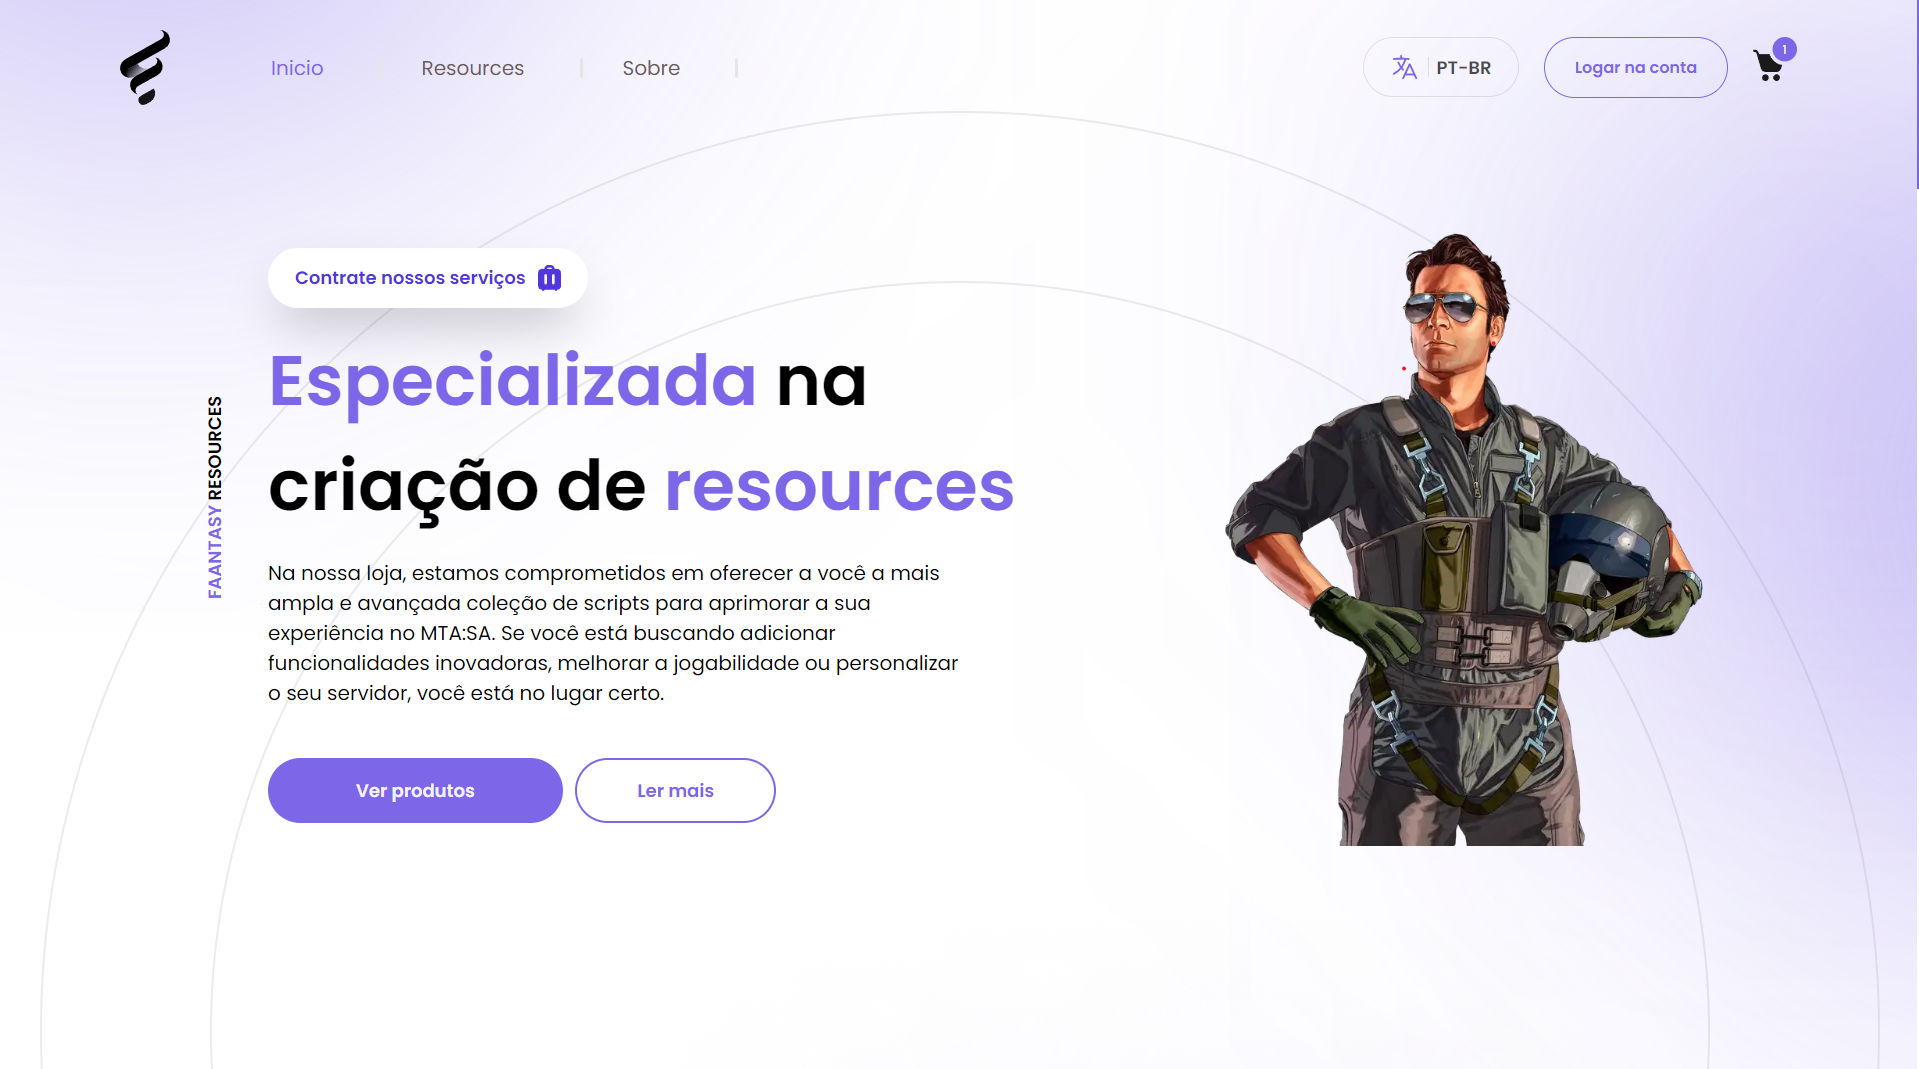 Inicio
Resources
Sobre
PT-BR
Logar na conta
1
Contrate nossos serviços
Especializada na
criação de resources
FAANTASY RESOURCES
Na nossa loja, estamos comprometidos em oferecer a você a mais
ampla e avançada coleção de scripts para aprimorar a sua
experiência no MTA:SA. Se você está buscando adicionar
funcionalidades inovadoras, melhorar a jogabilidade ou personalizar
o seu servidor, você está no lugar certo.
Ver produtos
Ler mais